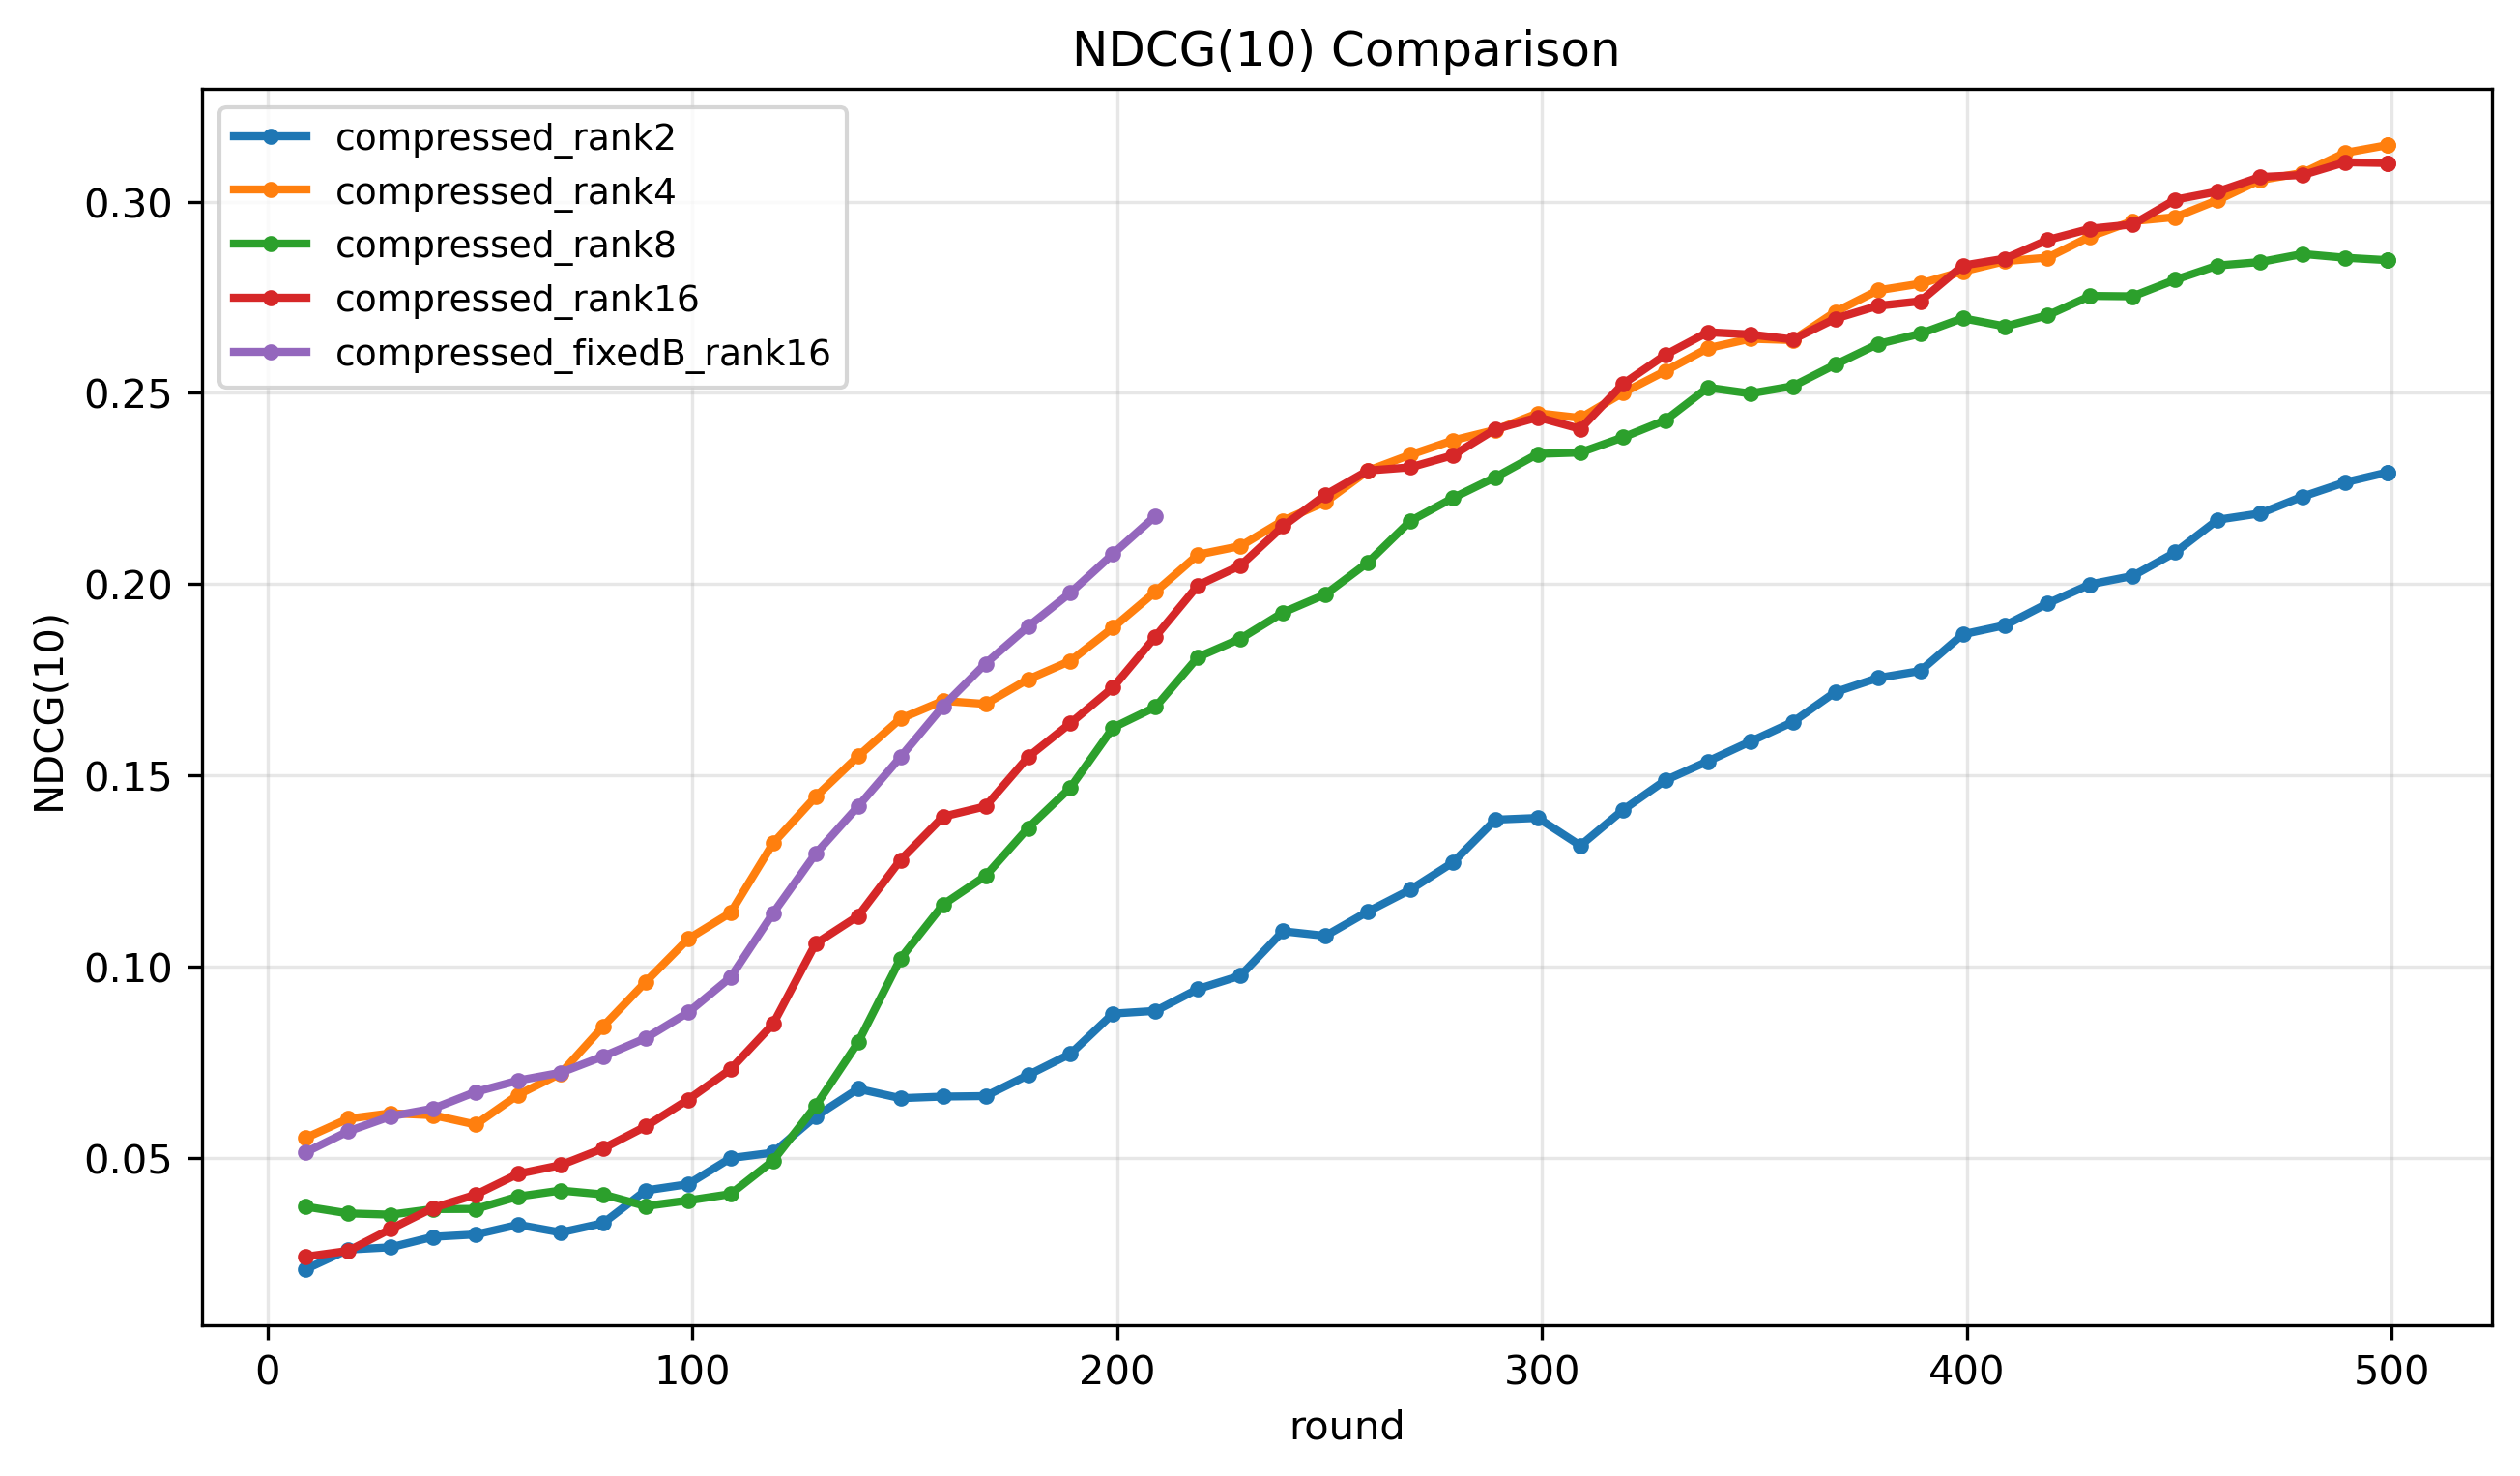 NDCG(10) Comparison
compressed_rank2
compressed_rank4
compressed_rank8
compressed_rank16
compressed_fixedB_rank16
NDCG(10)
0.30
0.25
0.20
0.15
0.10
0.05
0 100 200 300 400 500
round